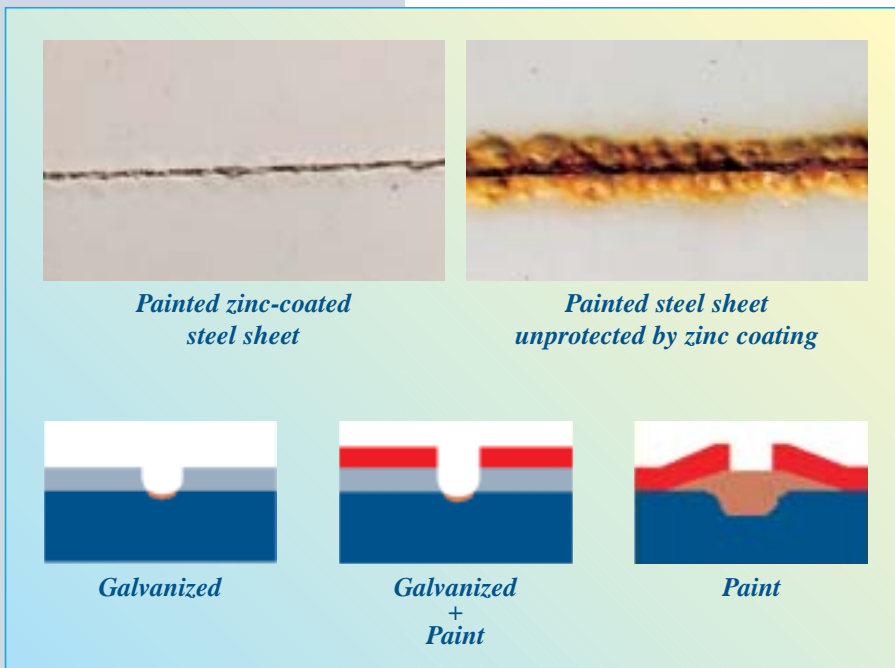 Painted zinc-coated
steel sheet
Painted steel sheet
unprotected by zinc coating
Galvanized
Galvanized
+
Paint
Paint